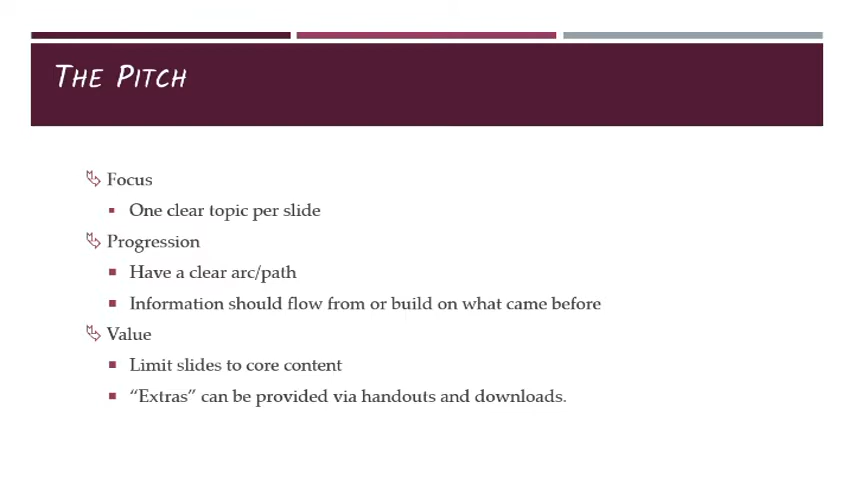 The Pitch
Focus
One clear topic per slide
Progression
Have a clear arc/path
Information should flow from or build on what came before
Value
Limit slides to core content
“Extras” can be provided via handouts and downloads.